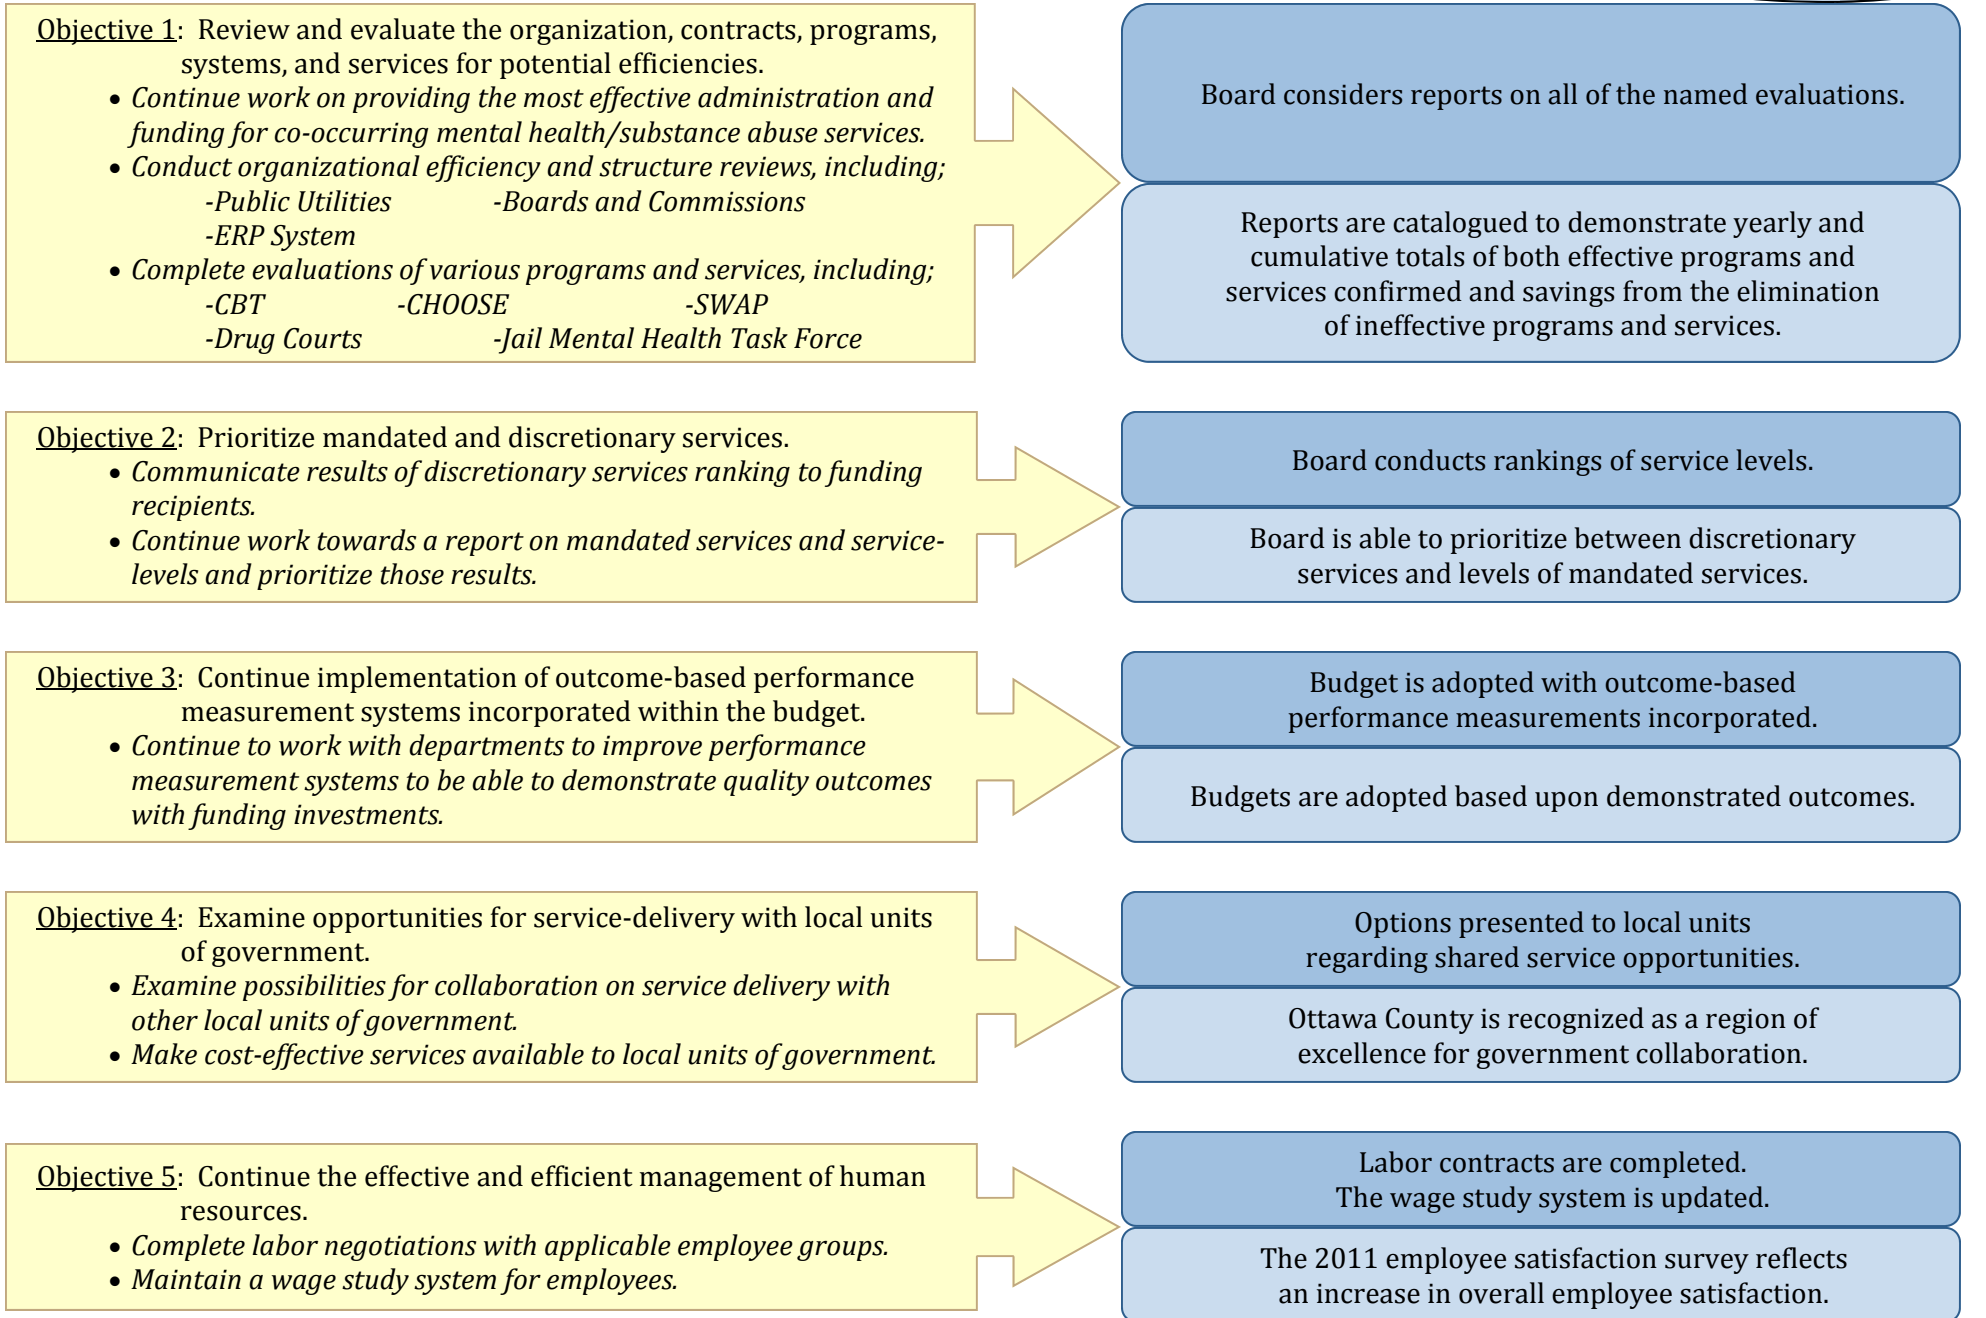 Objective 1:  Review and evaluate the organization, contracts, programs,
systems, and services for potential efficiencies.
• Continue work on providing the most effective administration and
funding for co-occurring mental health/substance abuse services.
• Conduct organizational efficiency and structure reviews, including;
-Public Utilities -Boards and Commissions
-ERP System
• Complete evaluations of various programs and services, including;
-CBT -CHOOSE -SWAP
-Drug Courts -Jail Mental Health Task Force
Board considers reports on all of the named evaluations.
Reports are catalogued to demonstrate yearly and
cumulative totals of both effective programs and
services confirmed and savings from the elimination
of ineffective programs and services.
Objective 2:  Prioritize mandated and discretionary services.
• Communicate results of discretionary services ranking to funding
recipients.
• Continue work towards a report on mandated services and service-
levels and prioritize those results.
Board conducts rankings of service levels.
Board is able to prioritize between discretionary
services and levels of mandated services.
Objective 3:  Continue implementation of outcome-based performance
measurement systems incorporated within the budget.
• Continue to work with departments to improve performance
measurement systems to be able to demonstrate quality outcomes
with funding investments.
Budget is adopted with outcome-based
performance measurements incorporated.
Budgets are adopted based upon demonstrated outcomes.
Objective 4:  Examine opportunities for service-delivery with local units
of government.
• Examine possibilities for collaboration on service delivery with
other local units of government.
• Make cost-effective services available to local units of government.
Options presented to local units
regarding shared service opportunities.
Ottawa County is recognized as a region of
excellence for government collaboration.
Objective 5:  Continue the effective and efficient management of human
resources.
• Complete labor negotiations with applicable employee groups.
• Maintain a wage study system for employees.
Labor contracts are completed.
The wage study system is updated.
The 2011 employee satisfaction survey reflects
an increase in overall employee satisfaction.